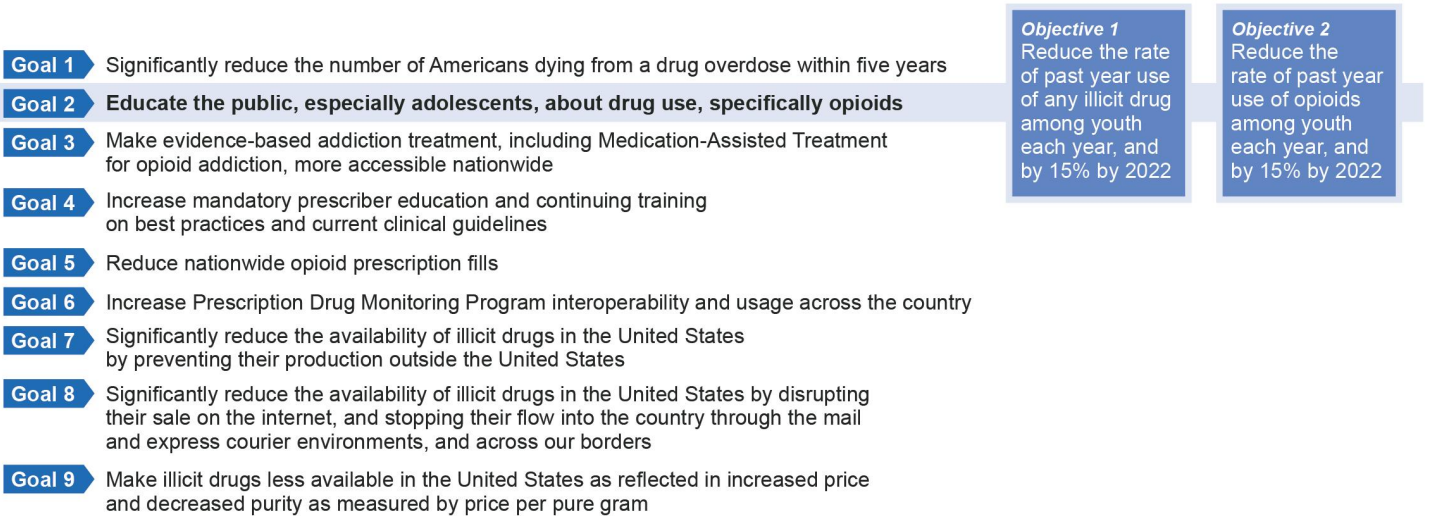 Goal 1 Significantly reduce the number of Americans dying from a drug overdose within five years
Goal 2 Educate the public, especially adolescents, about drug use, specifically opioids
Goal 3 Make evidence-based addiction treatment, including Medication-Assisted Treatment
for opioid addiction, more accessible nationwide
Goal 4 Increase mandatory prescriber education and continuing training
on best practices and current clinical guidelines
Goal 5 Reduce nationwide opioid prescription fills
Goal 6 Increase Prescription Drug Monitoring Program interoperability and usage across the country
Goal 7 Significantly reduce the availability of illicit drugs in the United States
by preventing their production outside the United States
Goal 8 Significantly reduce the availability of illicit drugs in the United States by disrupting
their sale on the internet, and stopping their flow into the country through the mail
and express courier environments, and across our borders
Goal 9 Make illicit drugs less available in the United States as reflected in increased price
and decreased purity as measured by price per pure gram
Objective 1
Reduce the rate
of past year use
of any illicit drug
among youth
each year, and
by 15% by 2022
Objective 2
Reduce the
rate of past year
use of opioids
among youth
each year, and
by 15% by 2022